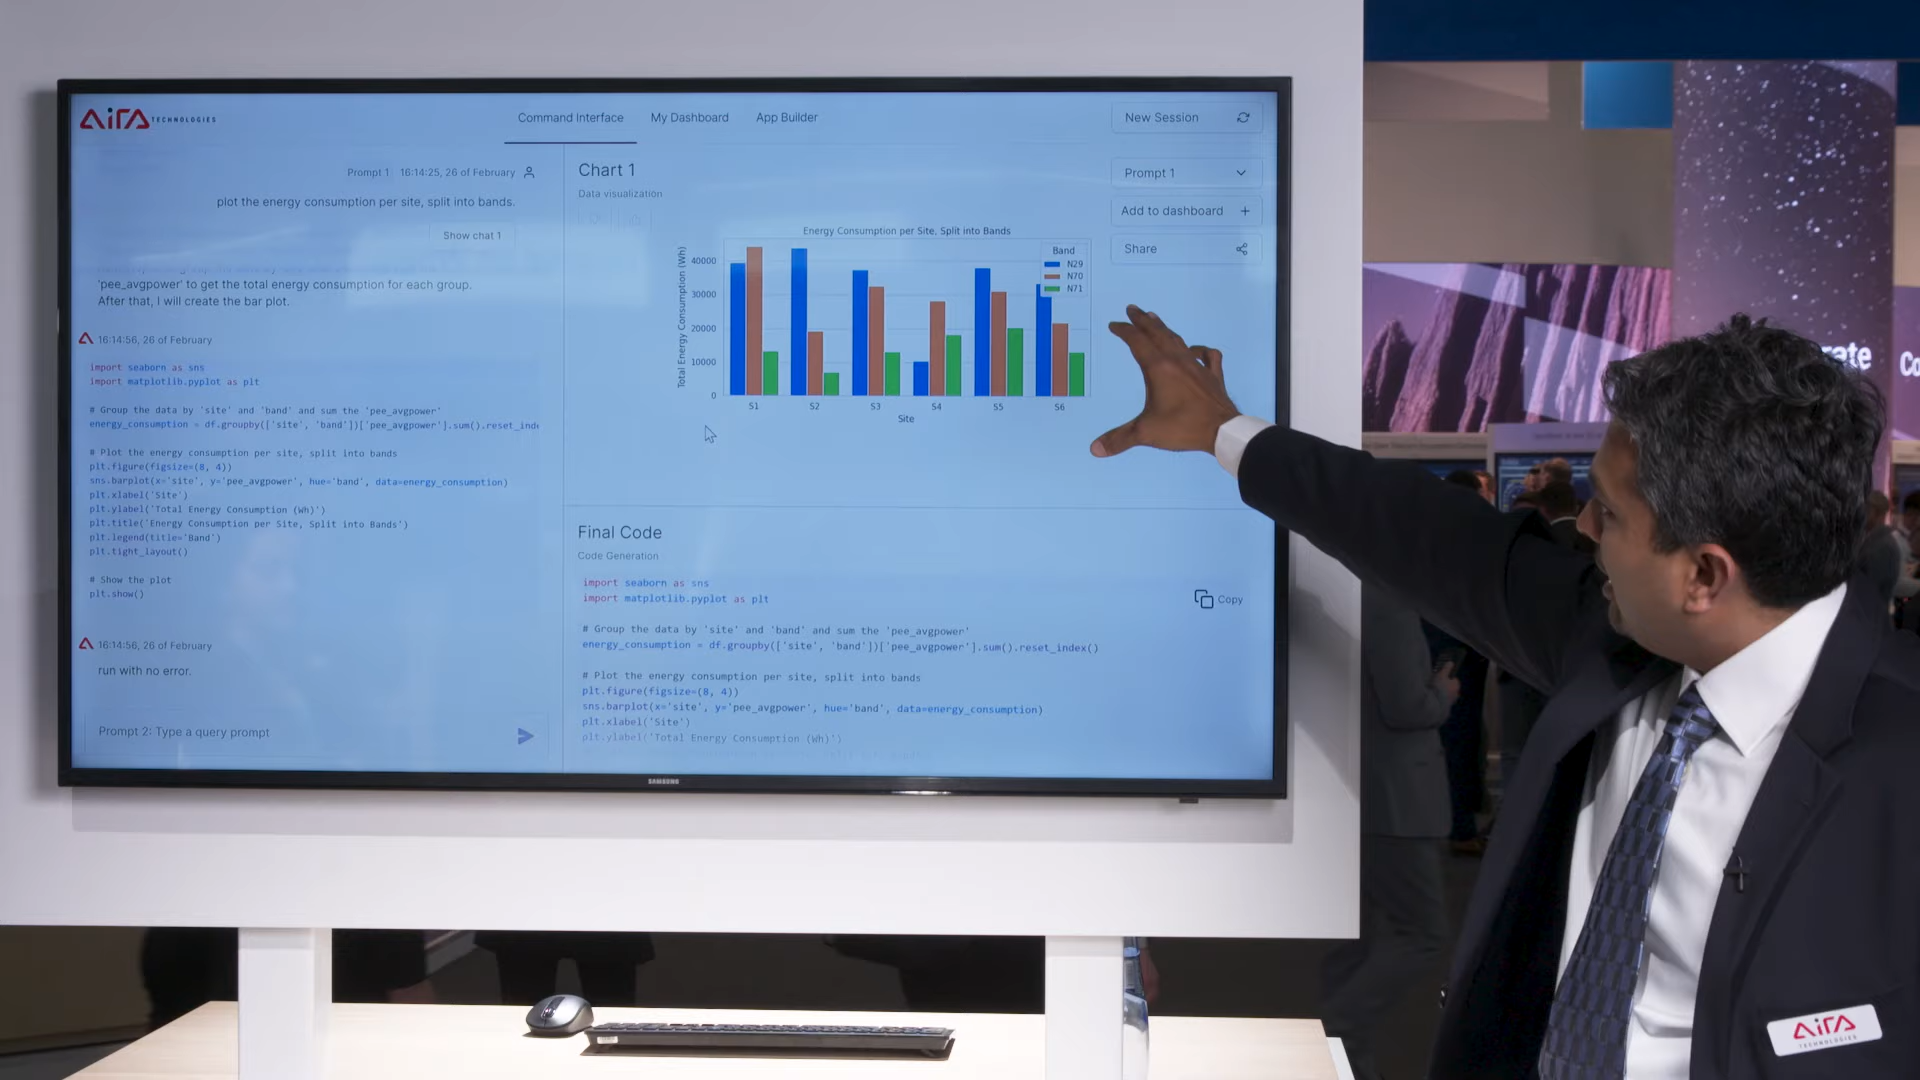 AIRA TECHNOLOGIES
Command Interface
My Dashboard
App Builder
New Session
Prompt 1 16:14:25, 26 of February
plot the energy consumption per site, split into bands.
Show chat 1
'pee_avgpower' to get the total energy consumption for each group.
After that, I will create the bar plot.
16:14:56, 26 of February
import seaborn as sns
import matplotlib.pyplot as plt
# Group the data by 'site' and 'band' and sum the 'pee_avgpower'
energy_consumption = df.groupby(['site', 'band'])['pee_avgpower'].sum().reset_inde
# Plot the energy consumption per site, split into bands
plt.figure(figsize=(8, 4))
sns.barplot(x='site', y='pee_avgpower', hue='band', data=energy_consumption)
plt.xlabel('Site')
plt.ylabel('Total Energy Consumption (Wh)')
plt.title('Energy Consumption per Site, Split into Bands')
plt.legend(title='Band')
plt.tight_layout()
# Show the plot
plt.show()
16:14:56, 26 of February
run with no error.
Prompt 2: Type a query prompt
Chart 1
Data visualization
Prompt 1
Add to dashboard
Share
Energy Consumption per Site, Split into Bands
Total Energy Consumption (Wh)
40000
30000
20000
10000
0
Band
N29
N70
N71
S1 S2 S3 S4 S5 S6
Site
Final Code
Code Generation
Copy
import seaborn as sns
import matplotlib.pyplot as plt
# Group the data by 'site' and 'band' and sum the 'pee_avgpower'
energy_consumption = df.groupby(['site', 'band'])['pee_avgpower'].sum().reset_index()
# Plot the energy consumption per site, split into bands
plt.figure(figsize=(8, 4))
sns.barplot(x='site', y='pee_avgpower', hue='band', data=energy_consumption)
plt.xlabel('Site')
plt.ylabel('Total Energy Consumption (Wh)')
SAMSUNG
AIRA
TECHNOLOGIES